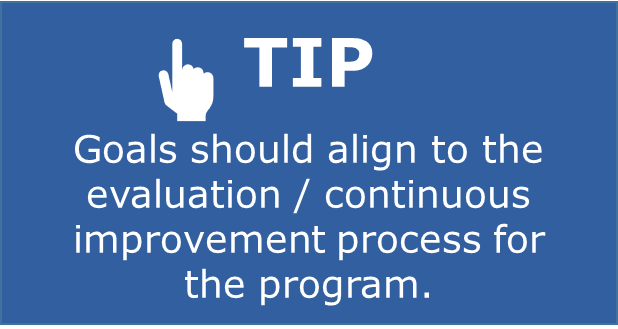 TIP
Goals should align to the
evaluation / continuous
improvement process for
the program.